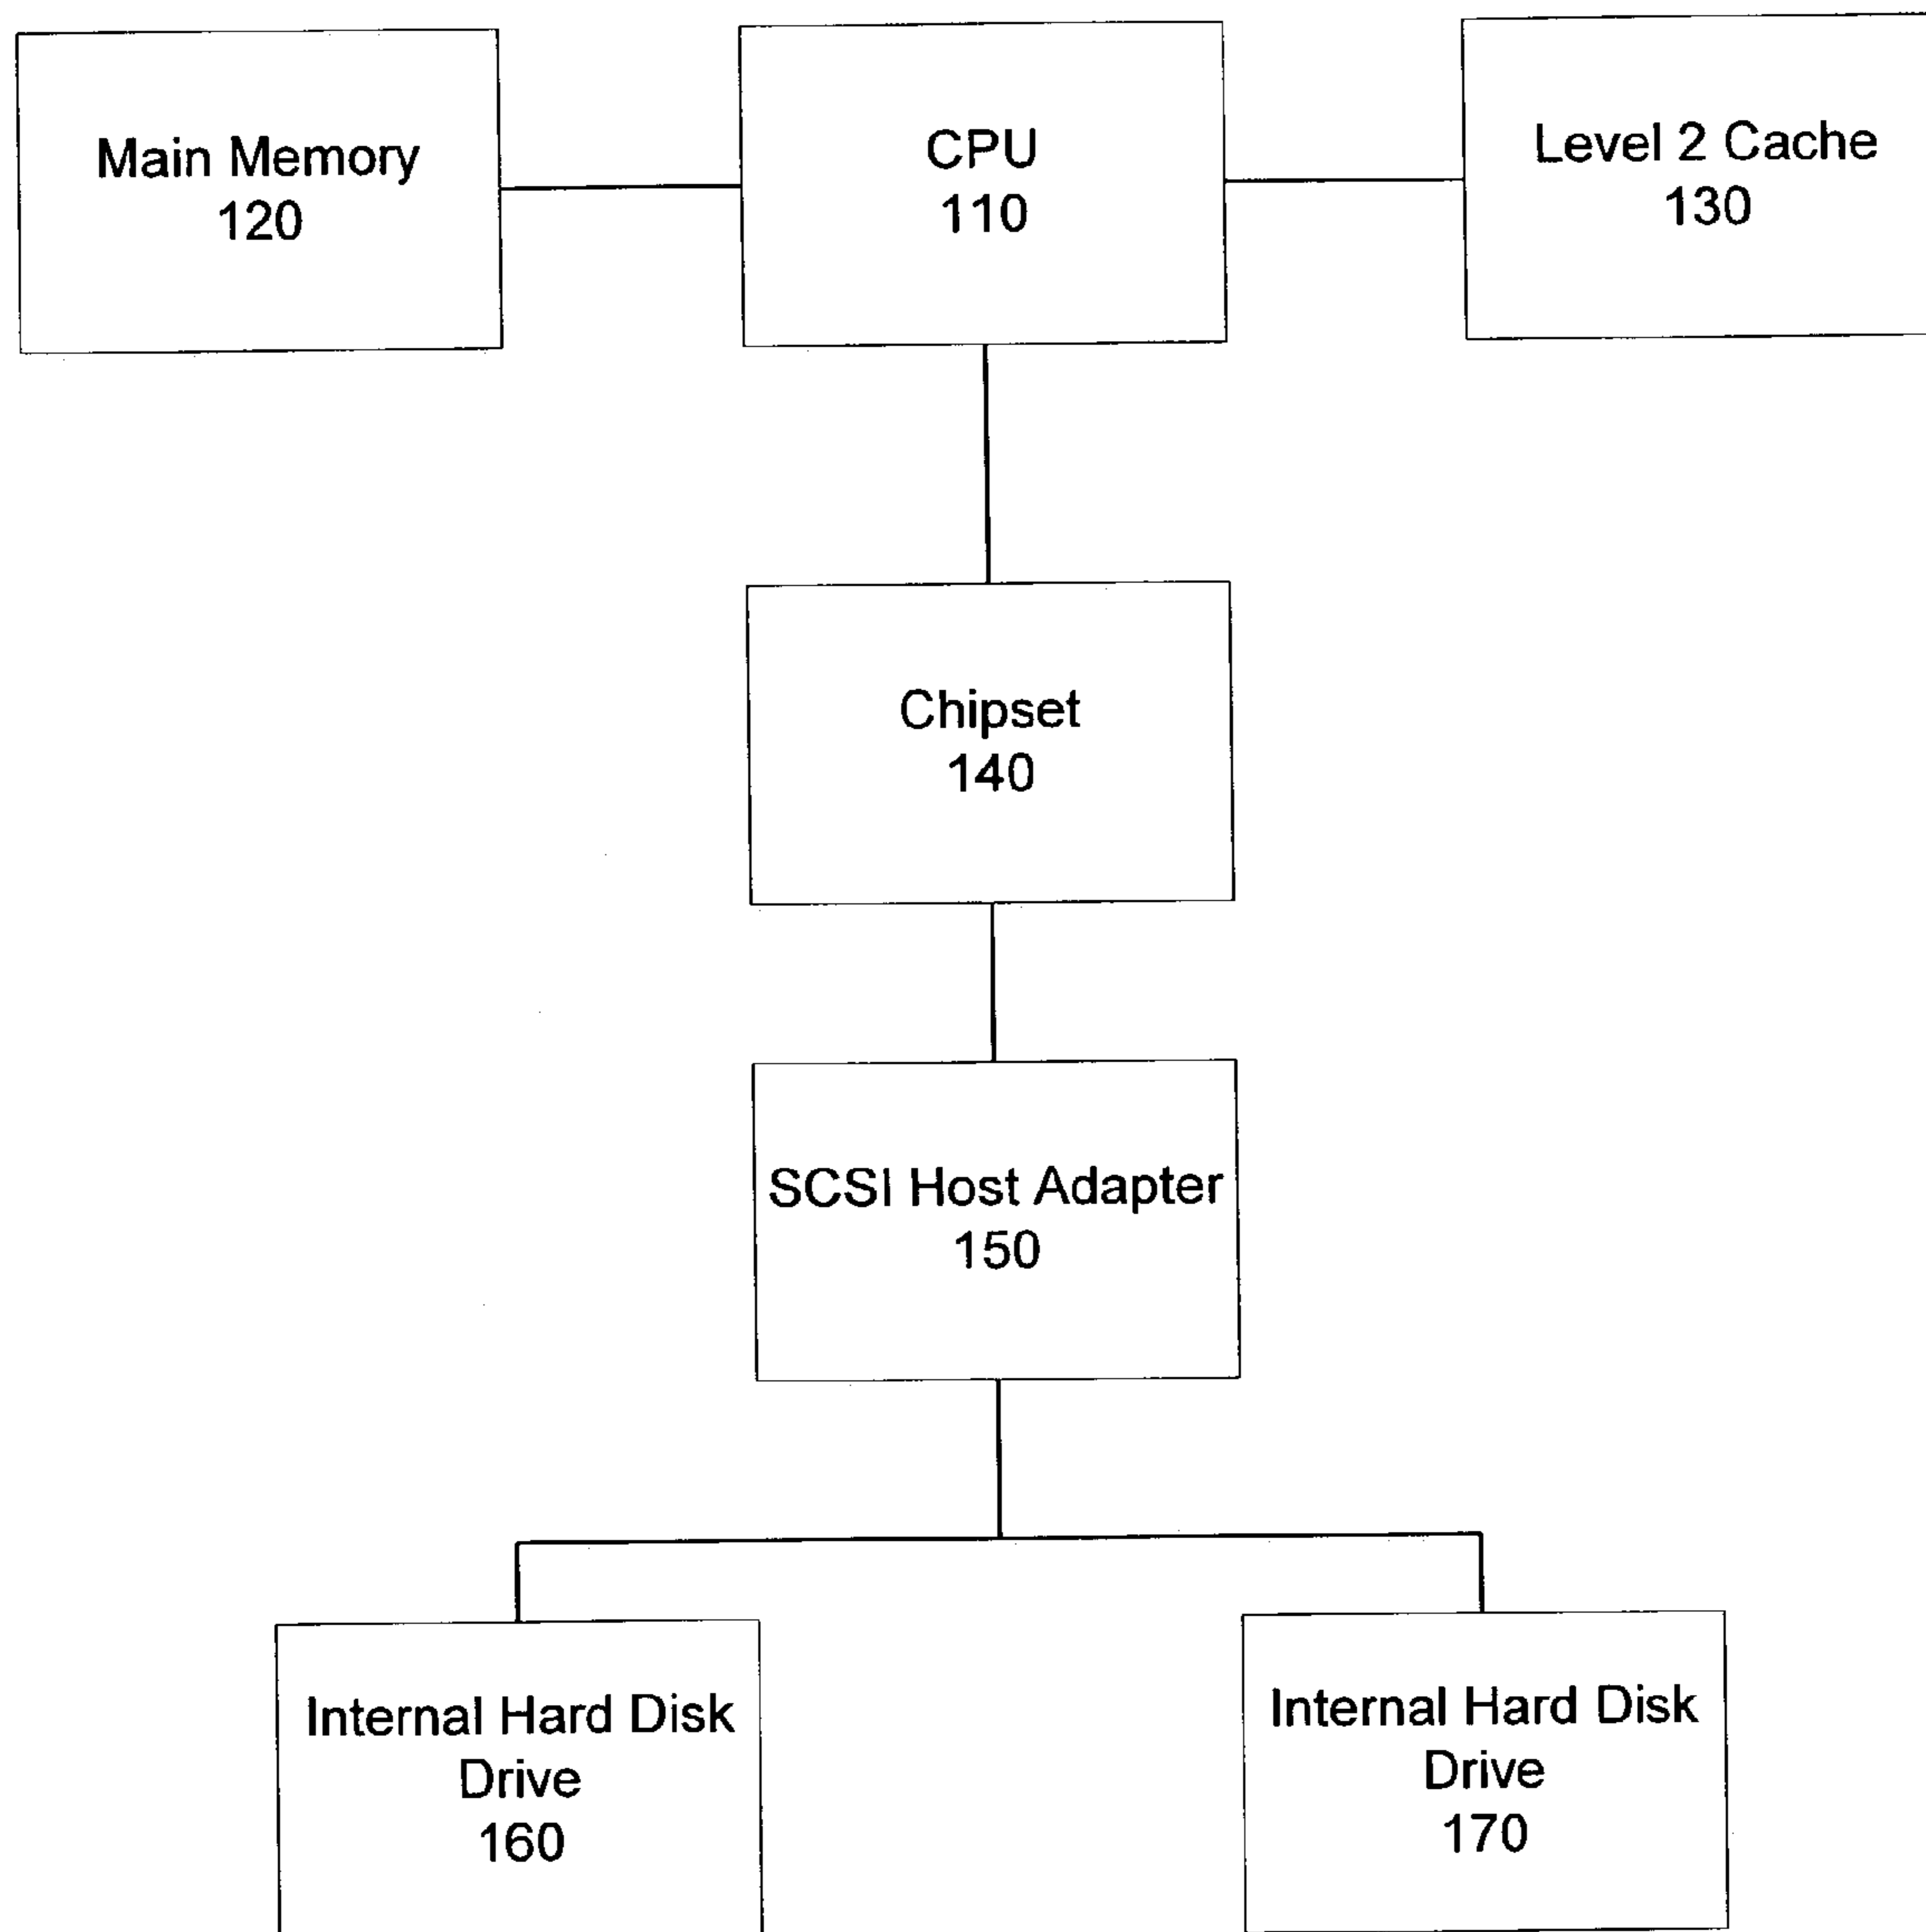 Main Memory
120
CPU
110
Level 2 Cache
130
Chipset
140
SCSI Host Adapter
150
Internal Hard Disk
Drive
160
Internal Hard Disk
Drive
170